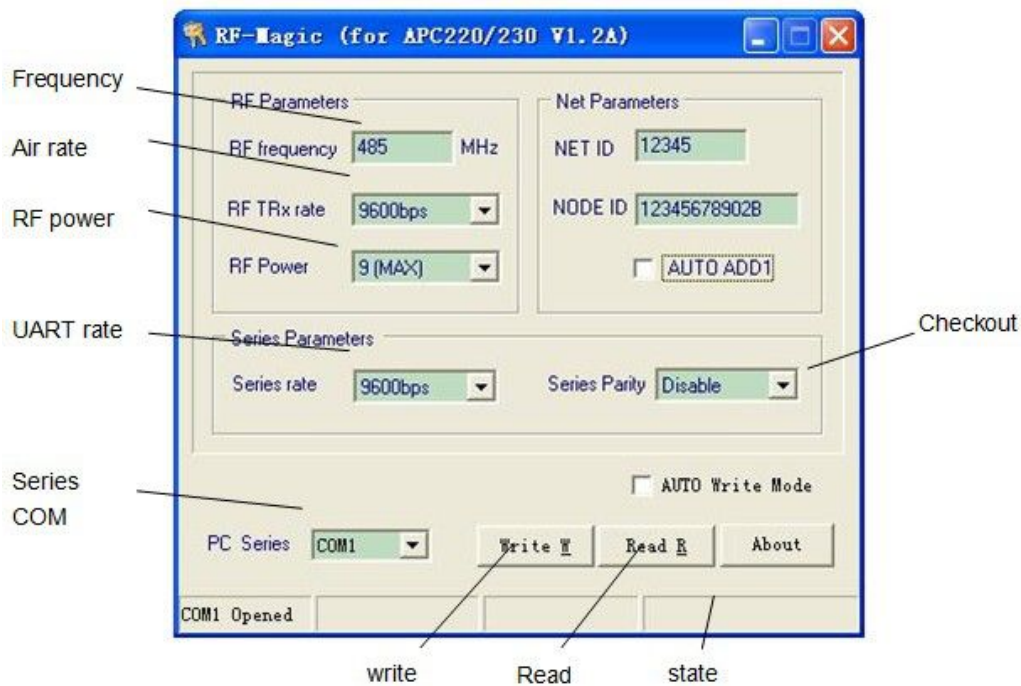 RF-Magic (for APC220/230 V1.2A)
Frequency
RF Parameters
Net Parameters
Air rate
RF frequency 485 MHz
NET ID 12345
RF power
RF TRx rate 9600bps
NODE ID 12345678902B
RF Power 9 (MAX)
AUTO ADD1
UART rate
Series Parameters
Checkout
Series rate 9600bps
Series Parity Disable
Series
COM
AUTO Write Mode
PC Series COM1
Write W
Read R
About
COM1 Opened
write
Read
state